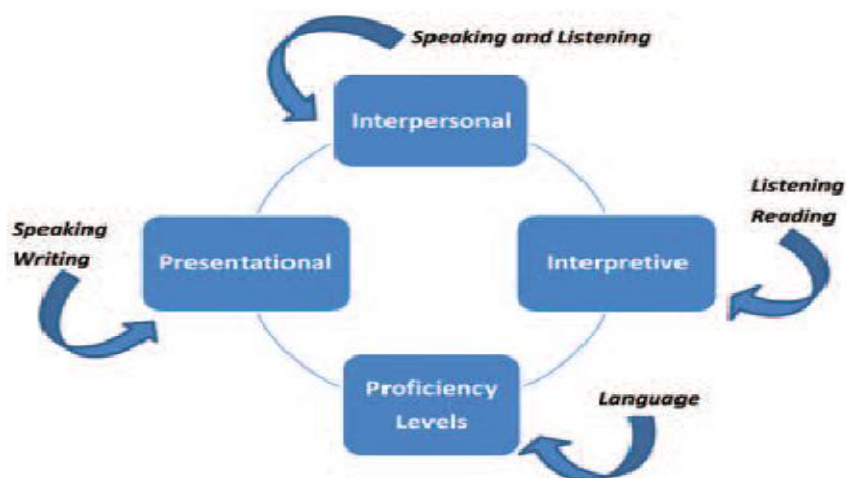 Speaking and Listening
Interpersonal
Listening
Reading
Speaking
Writing
Presentational
Interpretive
Proficiency
Levels
Language